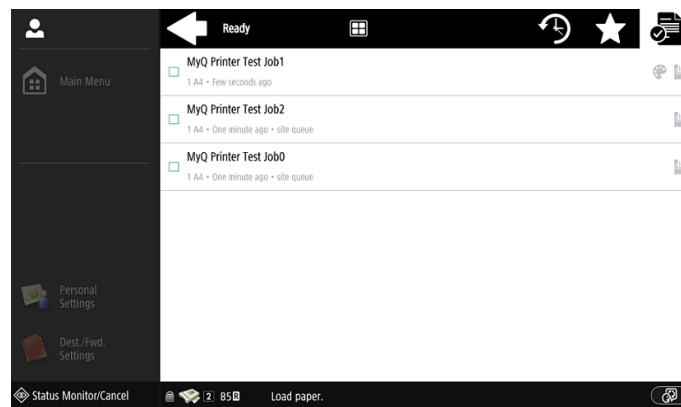 Ready
Main Menu
MyQ Printer Test Job1
1 A4 • Few seconds ago
MyQ Printer Test Job2
1 A4 • One minute ago • site queue
MyQ Printer Test Job0
1 A4 • One minute ago • site queue
Personal
Settings
Dest./Fwd.
Settings
Status Monitor/Cancel
2 B5R Load paper.